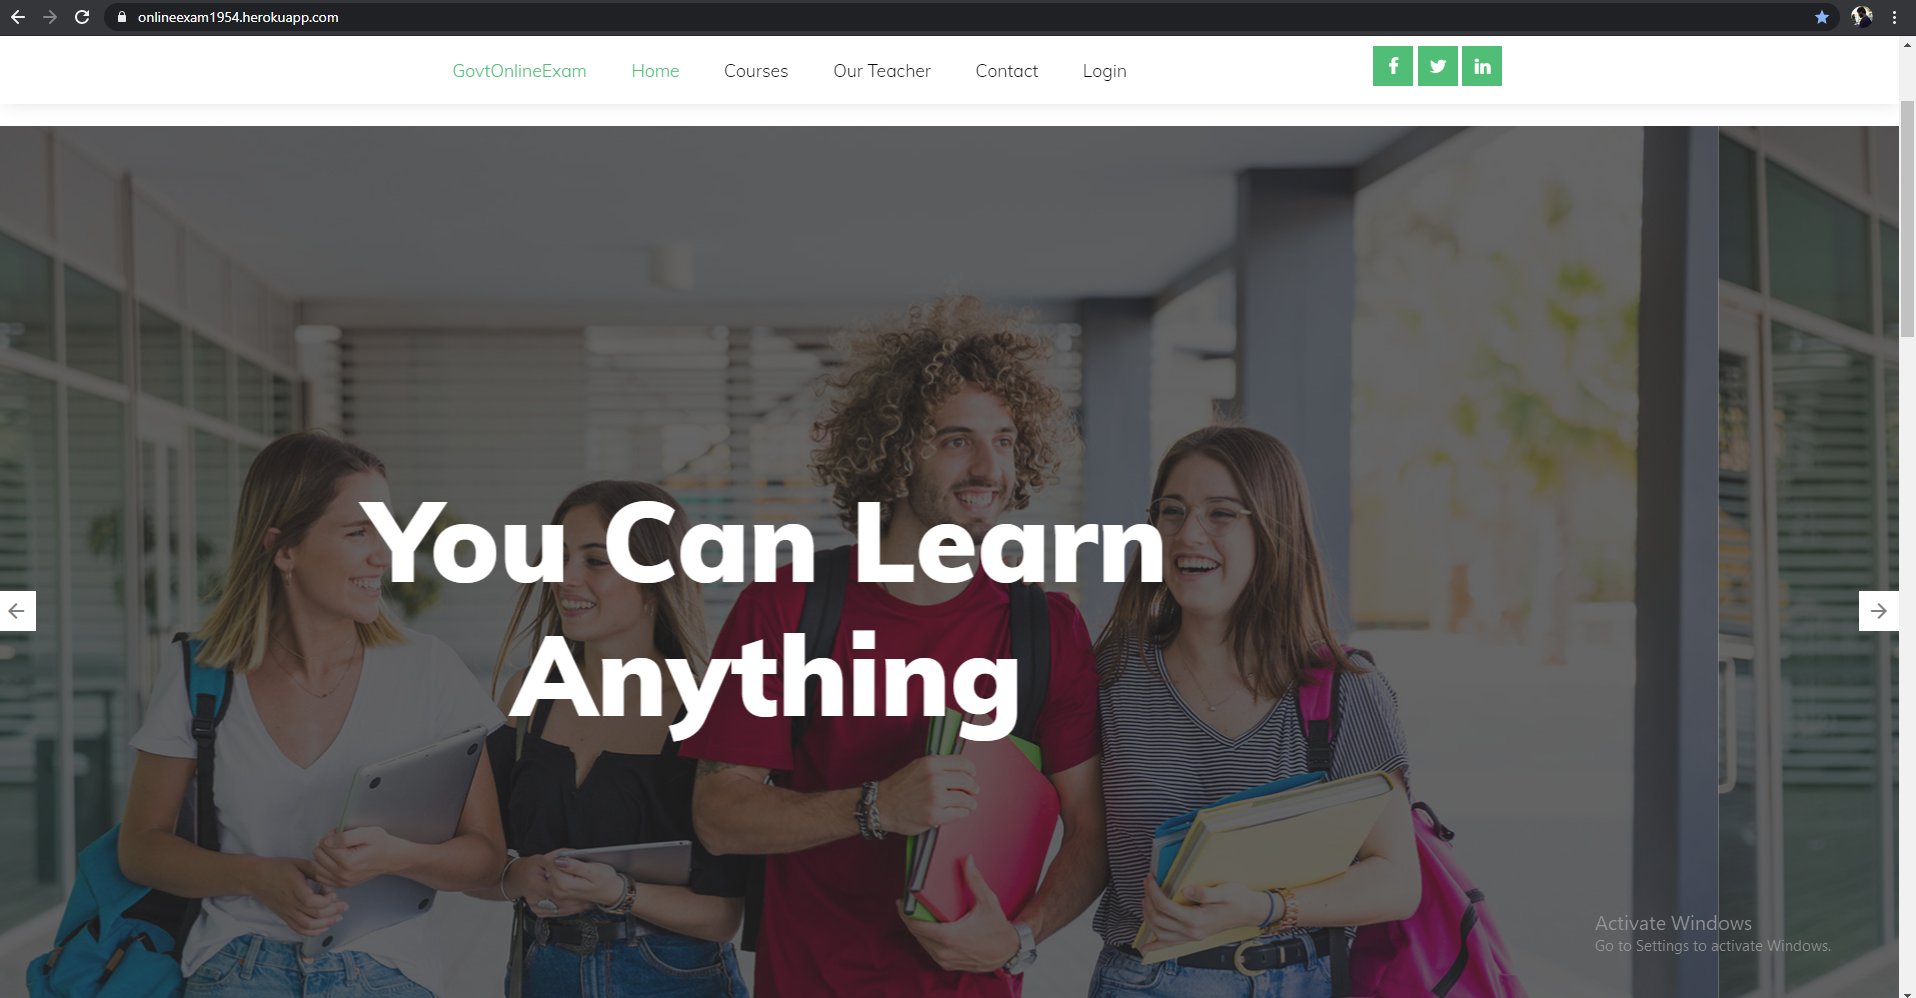 onlineexam1954.herokuapp.com
GovtOnlineExam Home Courses Our Teacher Contact Login
You Can Learn
Anything
Activate Windows
Go to Settings to activate Windows.